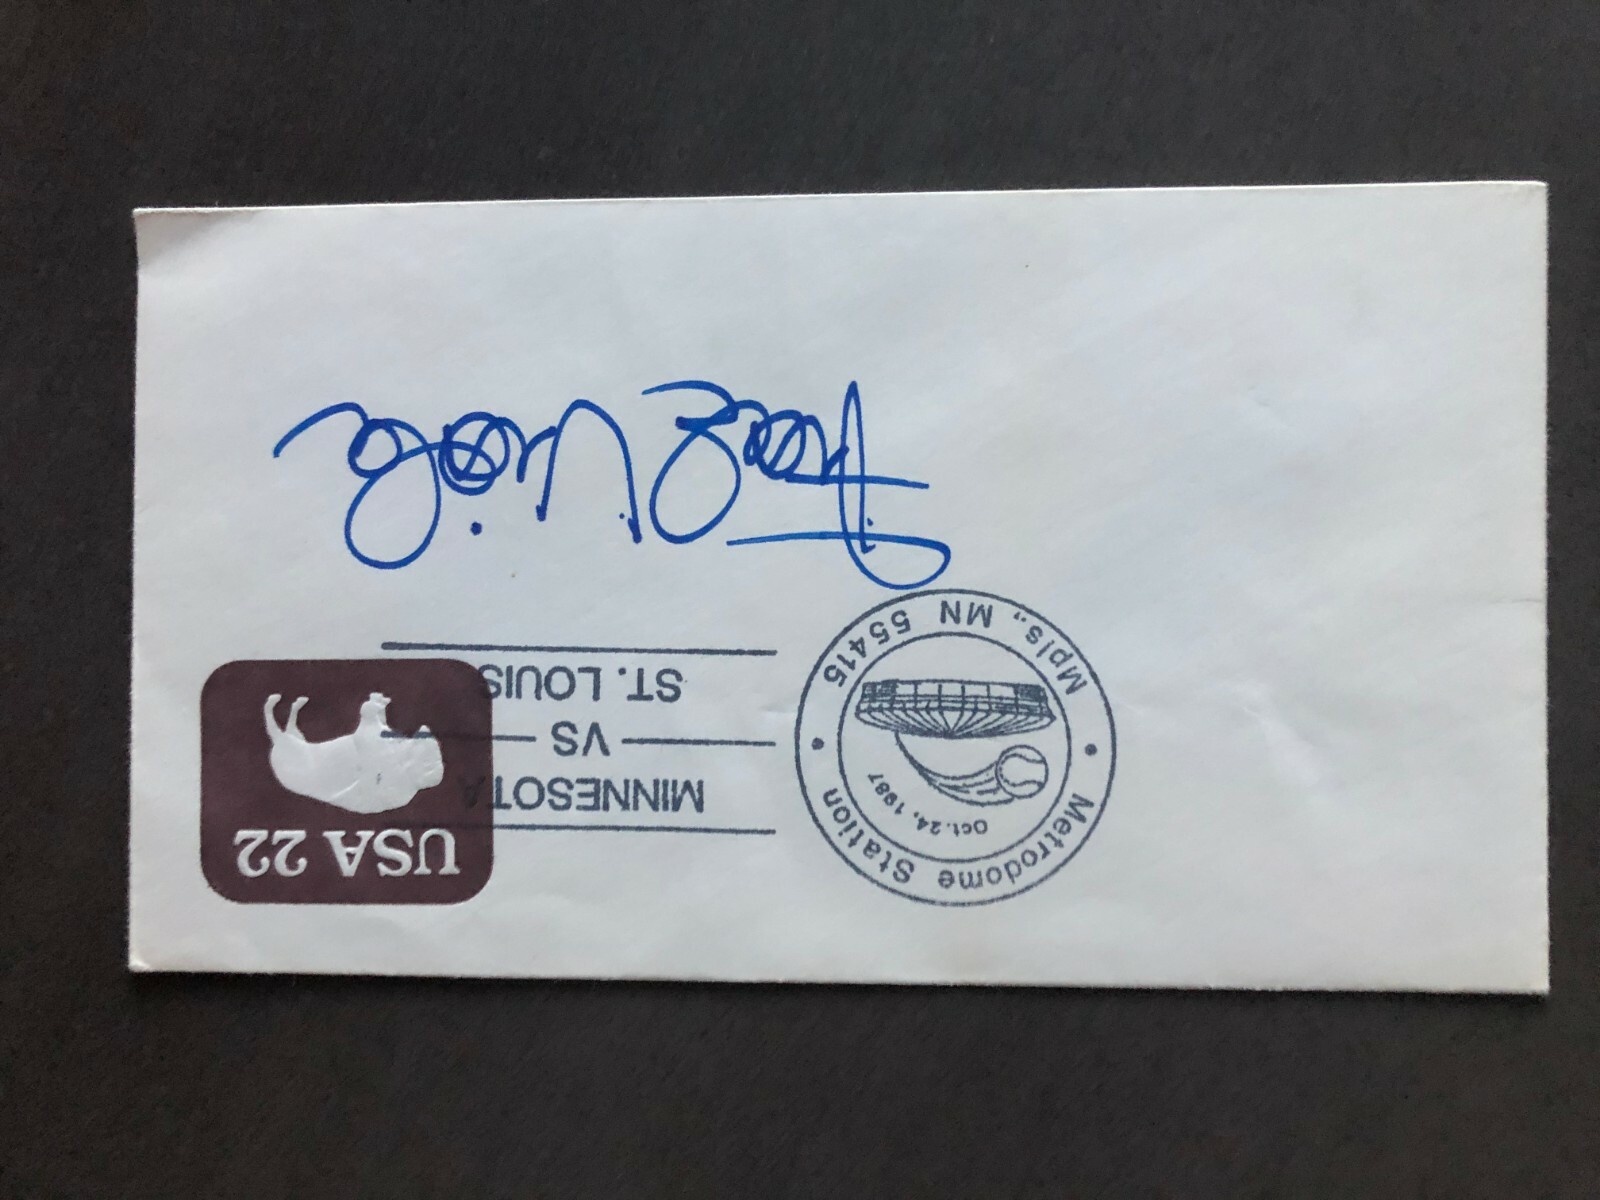 USA 22
MINNESOTA
VS
ST. LOUIS
Metrodome Station
Oct. 24, 1987
Mpls., MN 55415